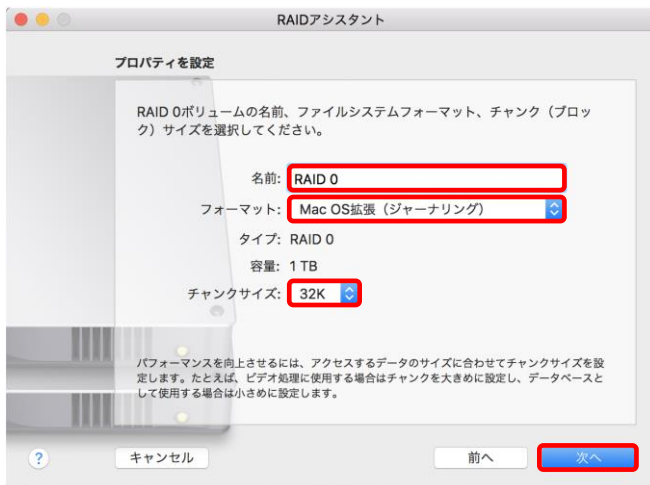 RAIDアシスタント
プロパティを設定
RAID 0ボリュームの名前、ファイルシステムフォーマット、チャンク（ブロッ
ク）サイズを選択してください。
名前: RAID 0
フォーマット: Mac OS拡張（ジャーナリング）
タイプ: RAID 0
容量: 1 TB
チャンクサイズ: 32K
パフォーマンスを向上させるには、アクセスするデータのサイズに合わせてチャンクサイズを設
定します。たとえば、ビデオ処理に使用する場合はチャンクを大きめに設定し、データベースと
して使用する場合は小さめに設定します。
? キャンセル 前へ 次へ